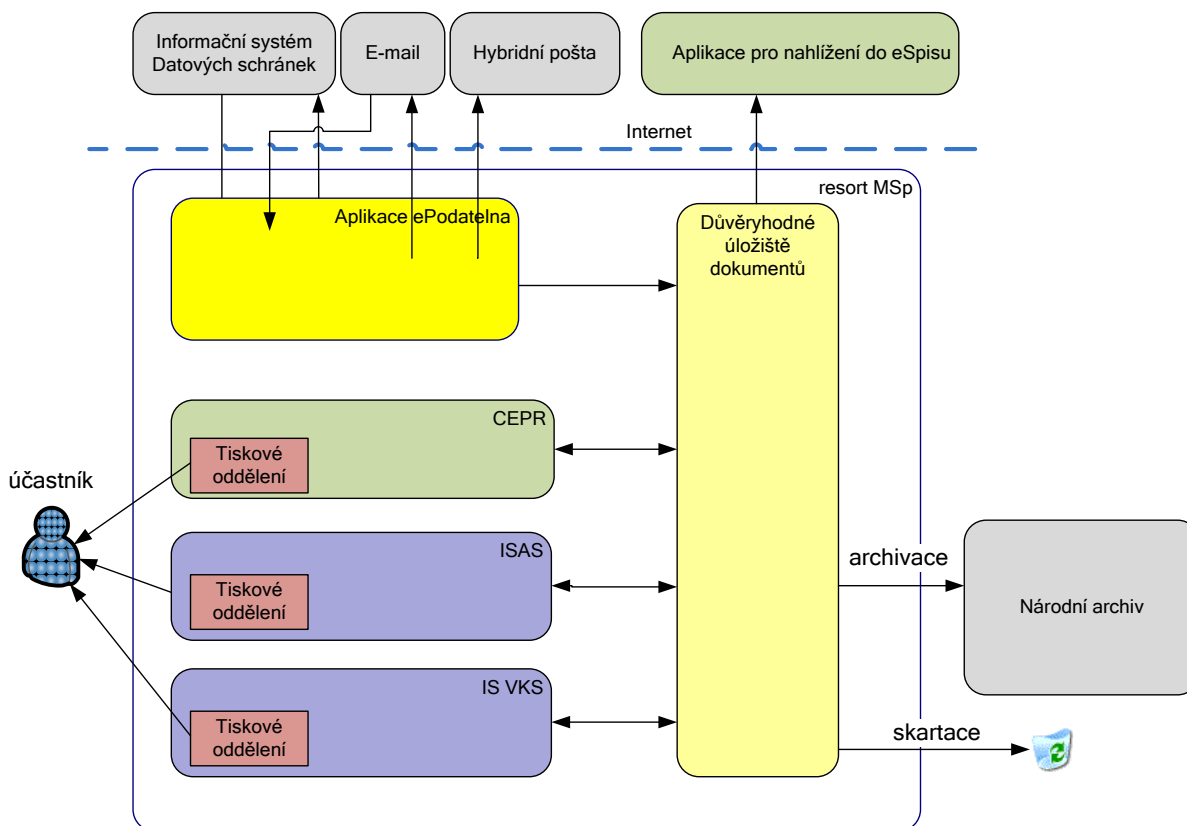 Informační systém
Datových schránek
E-mail
Hybridní pošta
Aplikace pro nahlížení do eSpisu
Internet
resort MSp
Aplikace ePodatelna
Důvěryhodné
úložiště
dokumentů
CEPR
Tiskové
oddělení
účastník
ISAS
Tiskové
oddělení
archivace
Národní archiv
IS VKS
Tiskové
oddělení
skartace